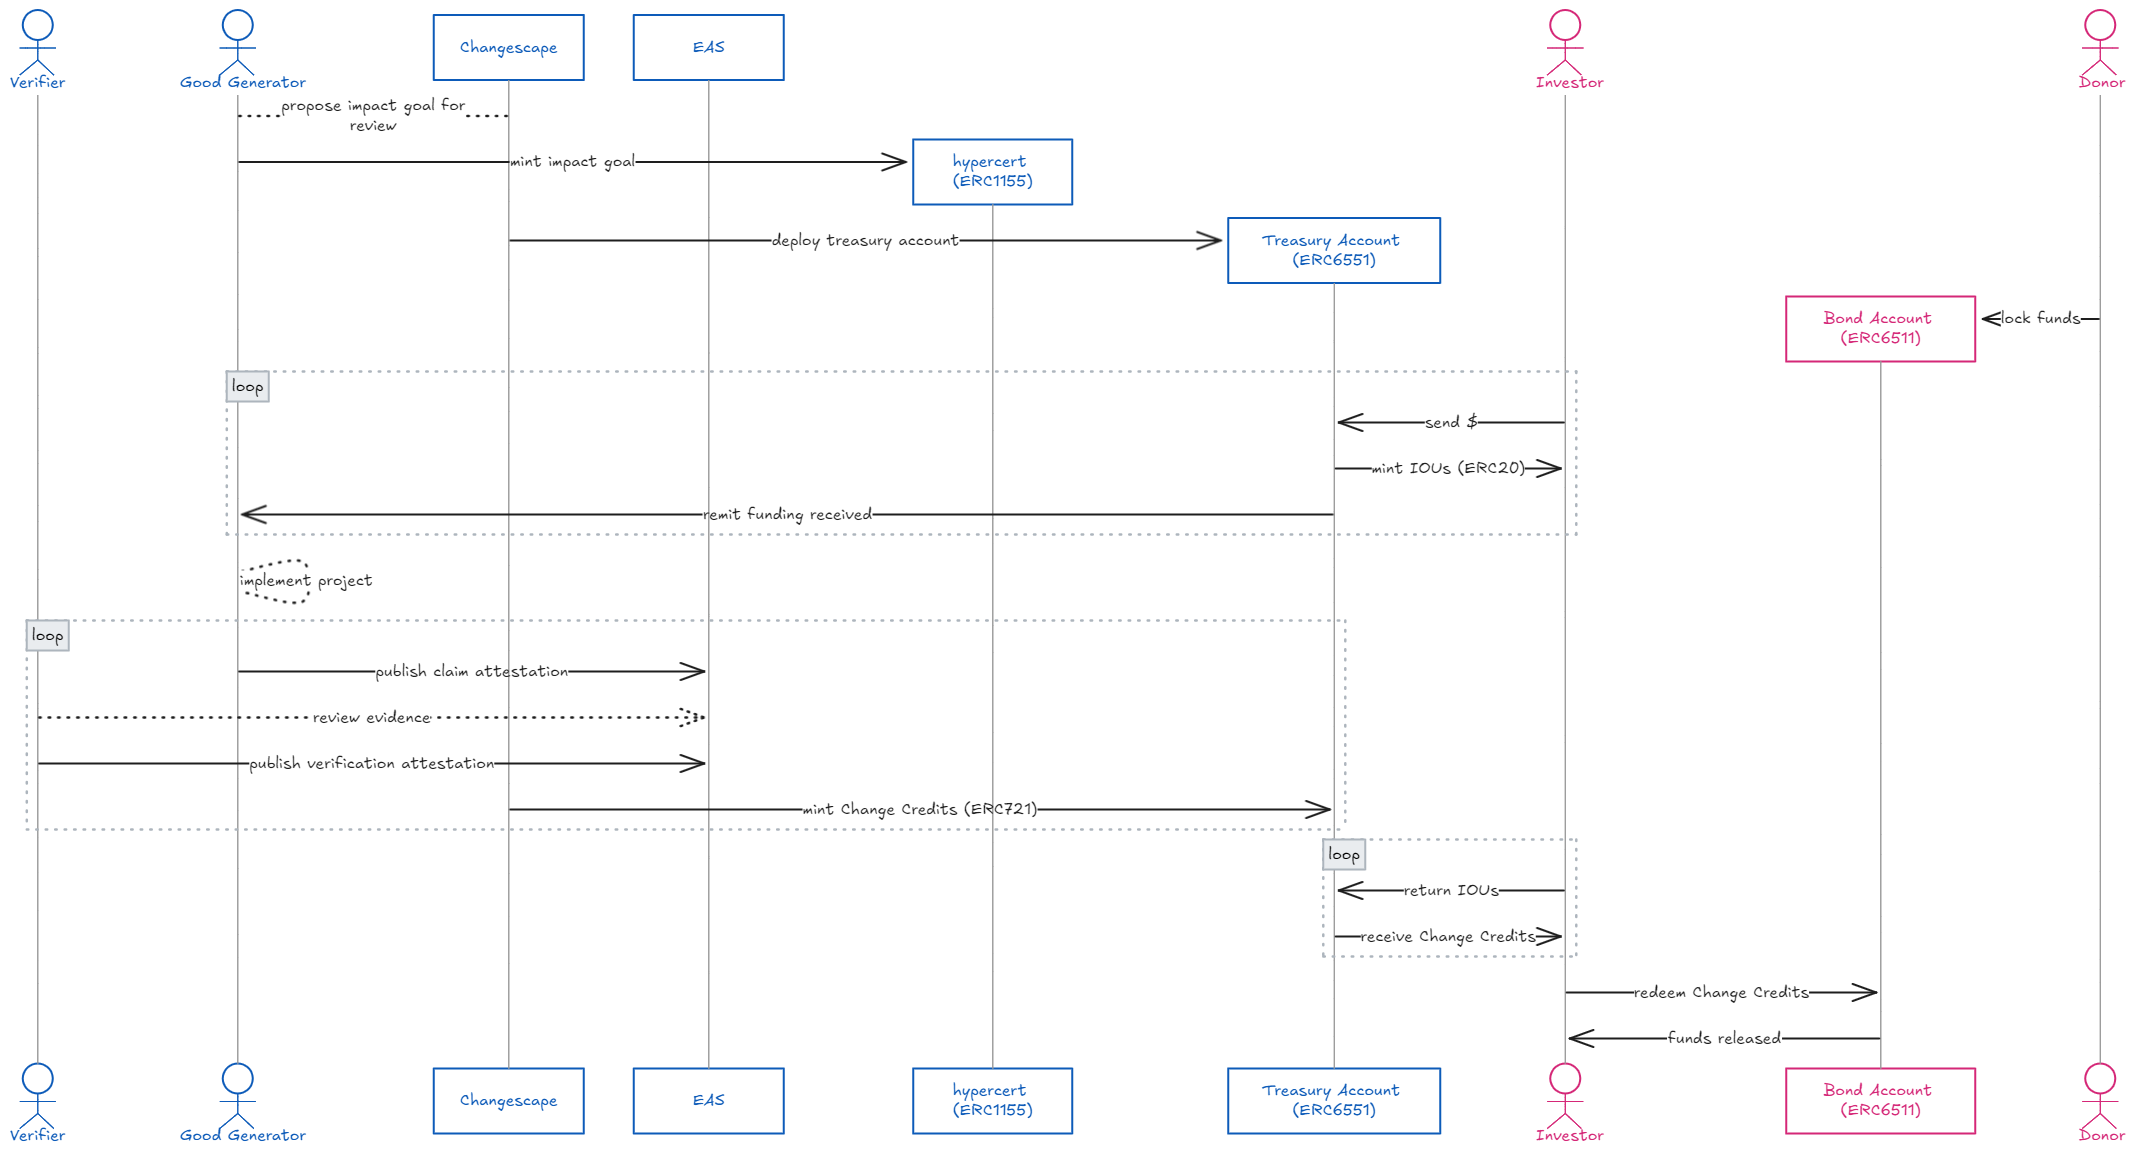 Verifier
Good Generator
Changescape
EAS
Investor
Donor
propose impact goal for
review
mint impact goal
hypercert
(ERC1155)
deploy treasury account
Treasury Account
(ERC6551)
Bond Account
(ERC6511)
lock funds
loop
send $
mint IOUs (ERC20)
remit funding received
implement project
loop
publish claim attestation
review evidence
publish verification attestation
mint Change Credits (ERC721)
loop
return IOUs
receive Change Credits
redeem Change Credits
funds released
Verifier
Good Generator
Changescape
EAS
hypercert
(ERC1155)
Treasury Account
(ERC6551)
Investor
Bond Account
(ERC6511)
Donor